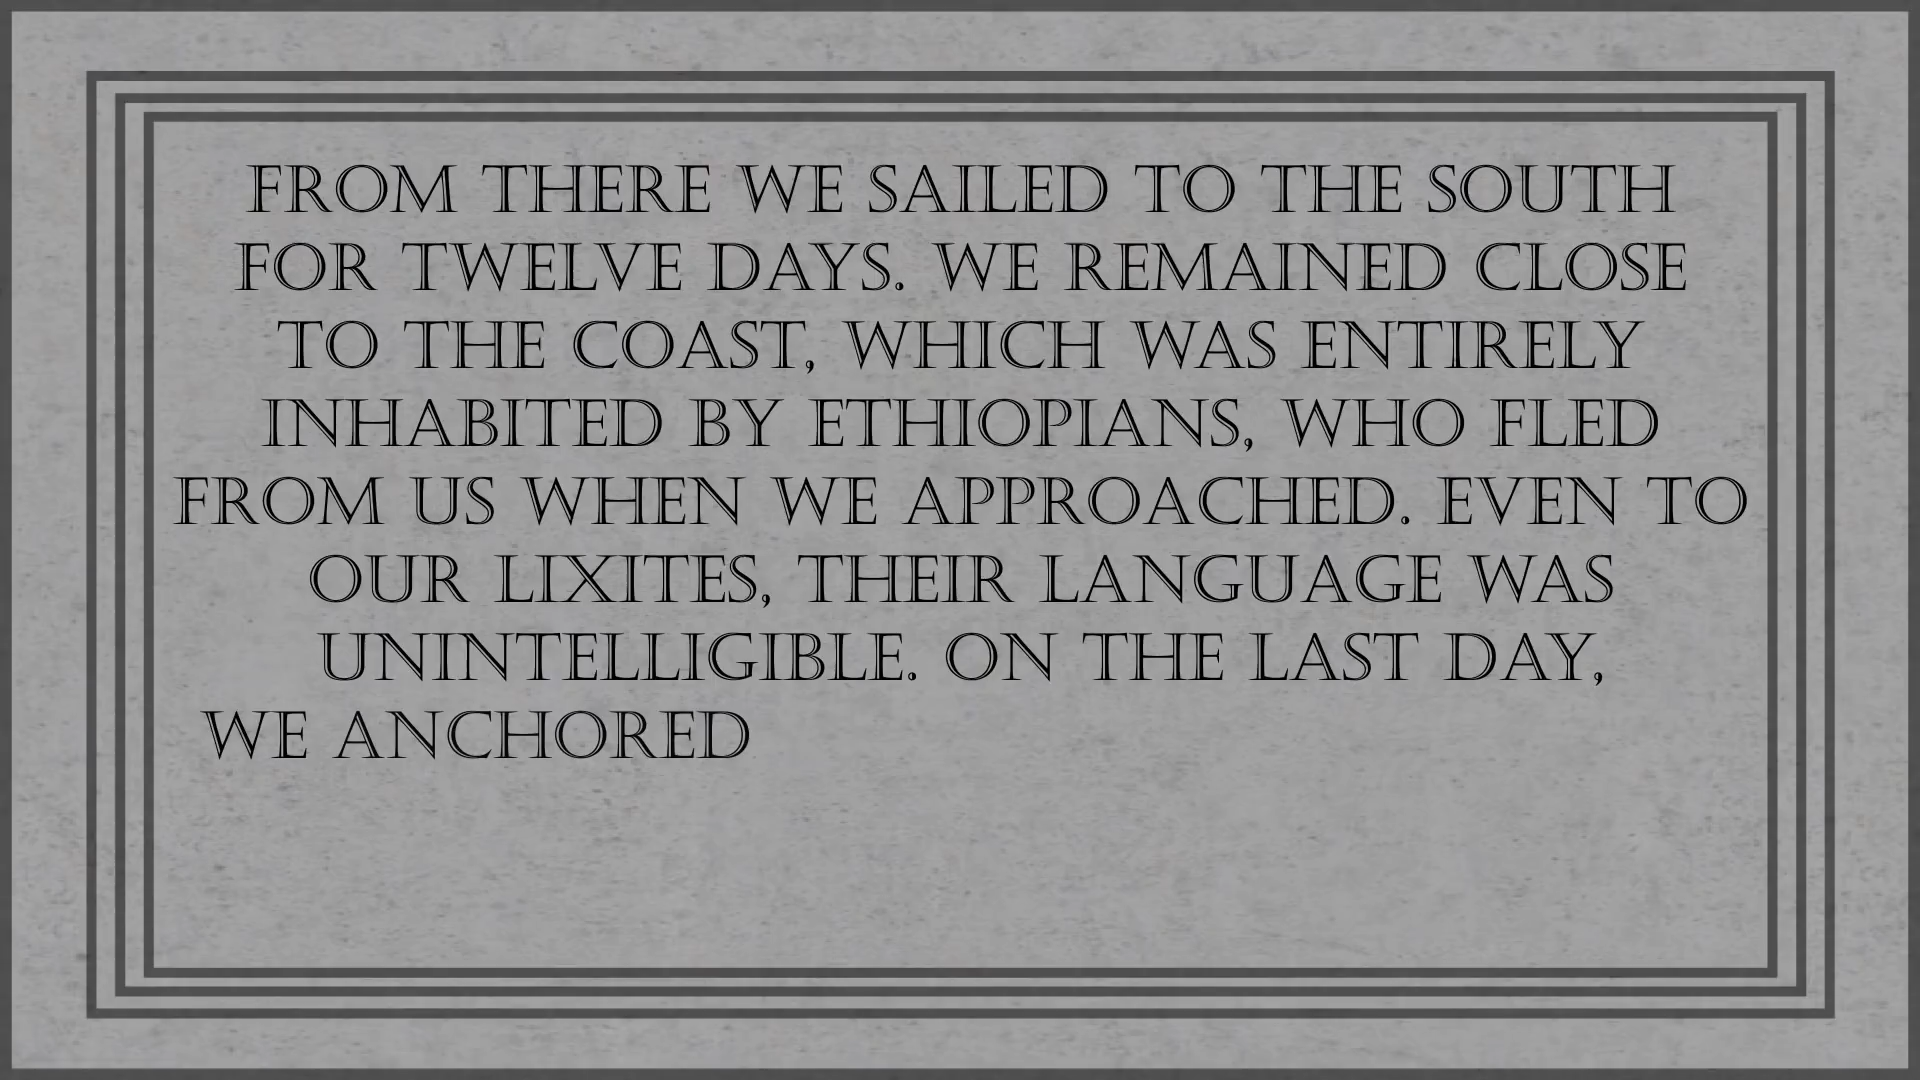 FROM THERE WE SAILED TO THE SOUTH
FOR TWELVE DAYS. WE REMAINED CLOSE
TO THE COAST, WHICH WAS ENTIRELY
INHABITED BY ETHIOPIANS, WHO FLED
FROM US WHEN WE APPROACHED. EVEN TO
OUR LIXITES, THEIR LANGUAGE WAS
UNINTELLIGIBLE. ON THE LAST DAY,
WE ANCHORED